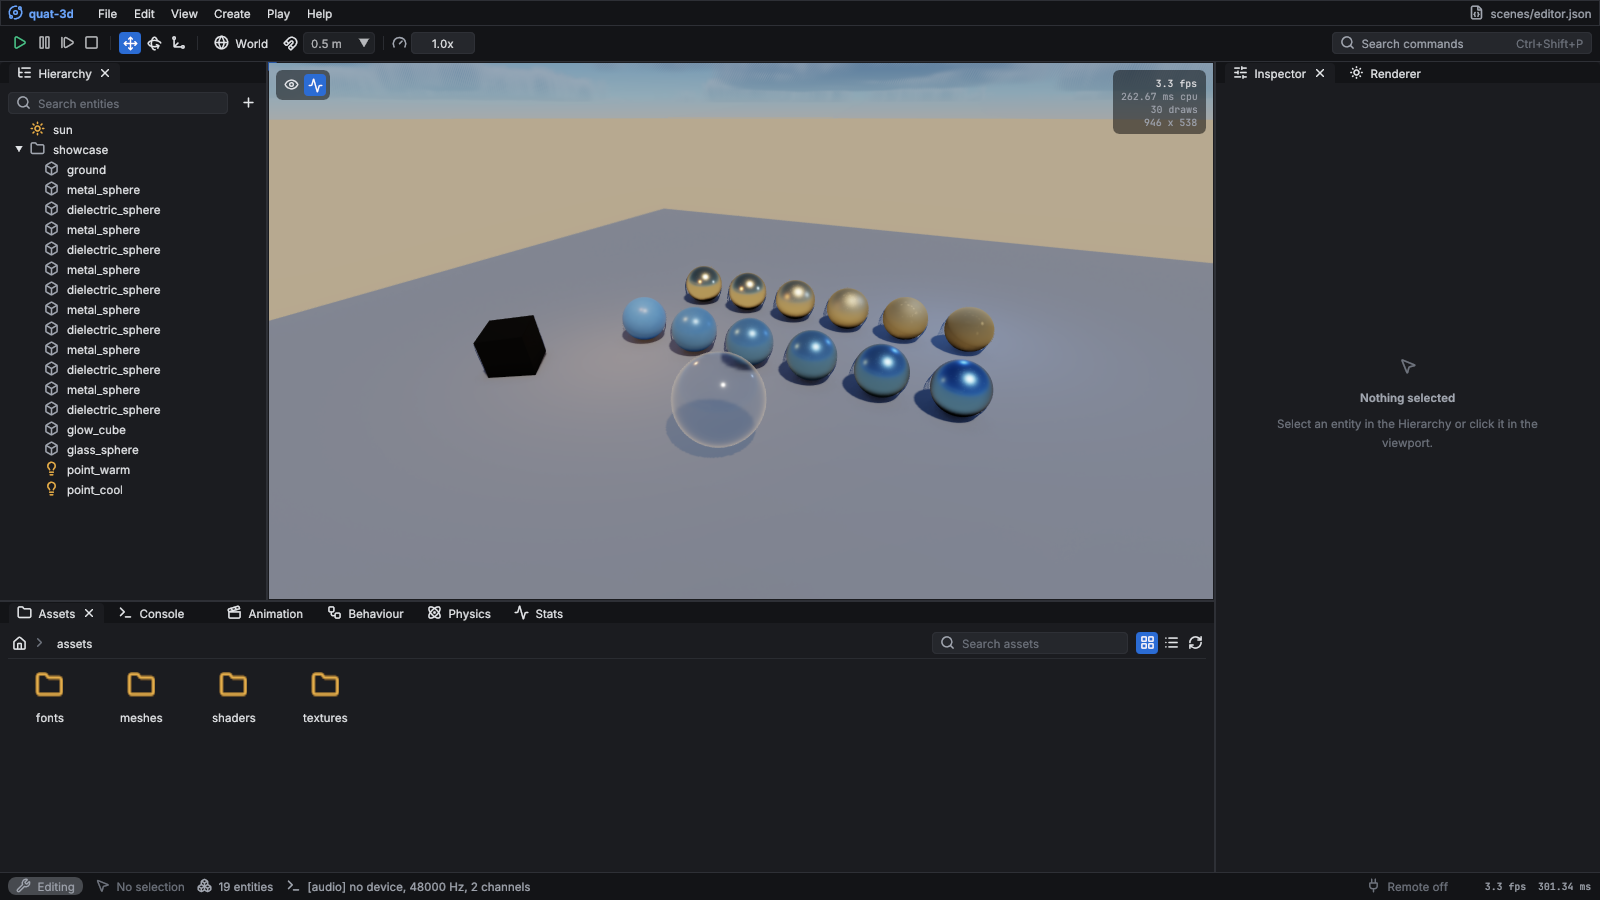 quat-3d File Edit View Create Play Help scenes/editor.json
World 0.5 m 1.0x Search commands Ctrl+Shift+P
Hierarchy
Search entities
sun
showcase
ground
metal_sphere
dielectric_sphere
metal_sphere
dielectric_sphere
metal_sphere
dielectric_sphere
metal_sphere
dielectric_sphere
metal_sphere
dielectric_sphere
metal_sphere
dielectric_sphere
glow_cube
glass_sphere
point_warm
point_cool
3.3 fps
262.67 ms cpu
30 draws
946 x 538
Inspector Renderer
Nothing selected
Select an entity in the Hierarchy or click it in the
viewport.
Assets Console Animation Behaviour Physics Stats
assets Search assets
fonts meshes shaders textures
Editing No selection 19 entities [audio] no device, 48000 Hz, 2 channels Remote off 3.3 fps 301.34 ms